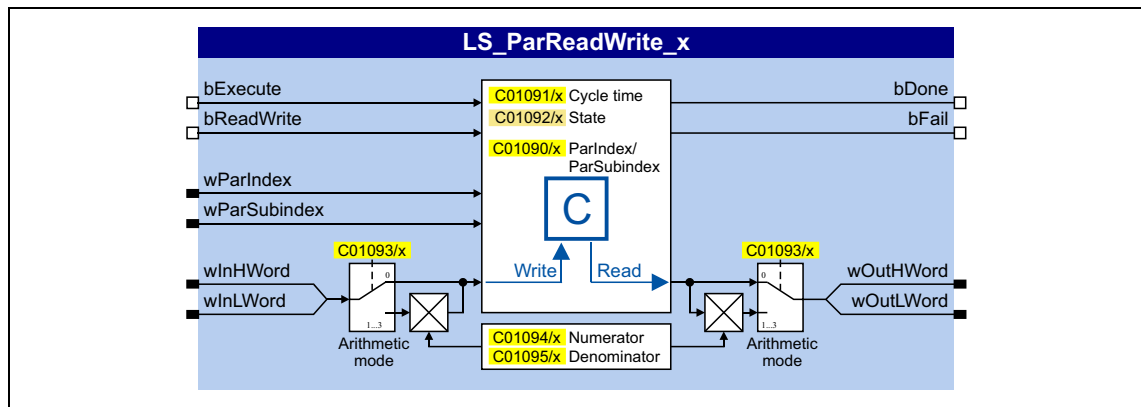 LS_ParReadWrite_x
bExecute
bReadWrite
wParIndex
wParSubindex
wInHWord
wInLWord
C01091/x Cycle time
C01092/x State
C01090/x ParIndex/
ParSubindex
C
Write
Read
bDone
bFail
C01093/x
0
1...3
Arithmetic
mode
C01094/x Numerator
C01095/x Denominator
C01093/x
0
1...3
Arithmetic
mode
wOutHWord
wOutLWord